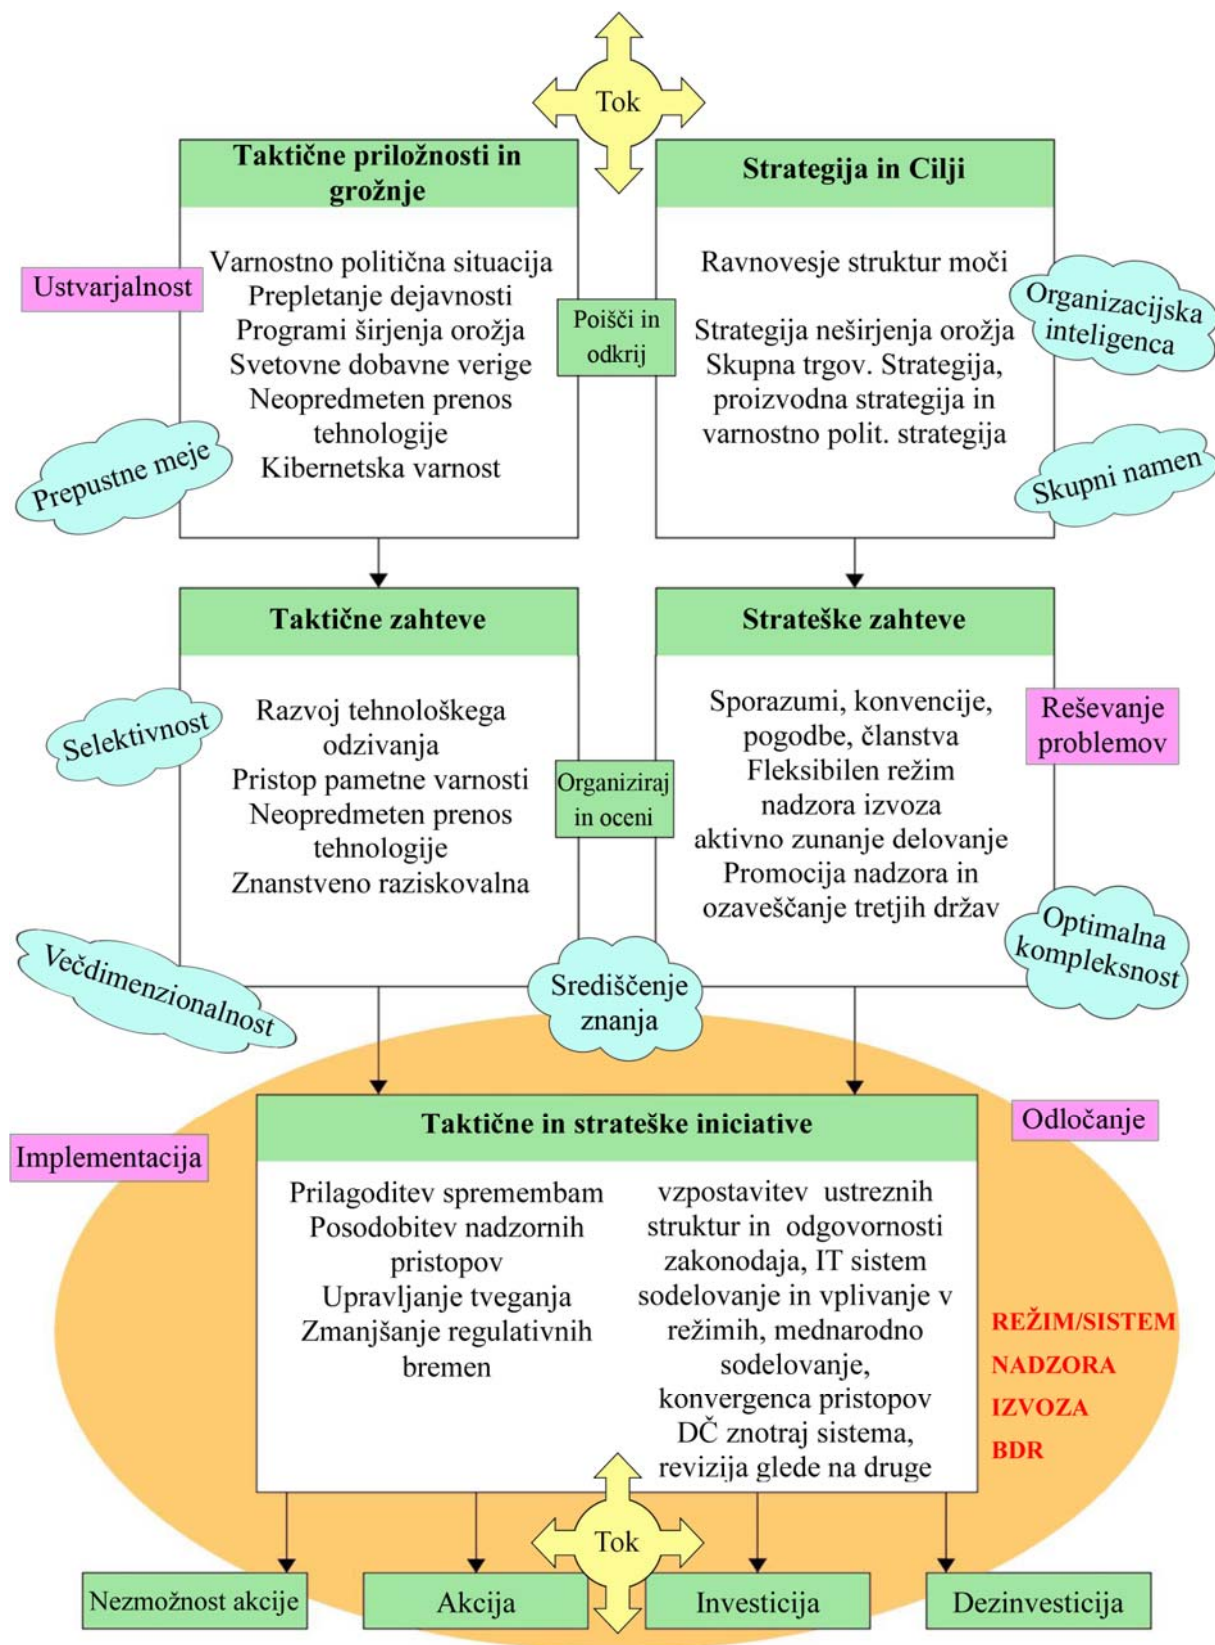 Tok
Taktične priložnosti in
grožnje
Strategija in Cilji
Ustvarjalnost
Varnostno politična situacija
Prepletanje dejavnosti
Programi širjenja orožja
Svetovne dobavne verige
Neopredmeten prenos
tehnologije
Kibernetska varnost
Prepustne meje
Poišči in
odkrij
Ravnovesje struktur moči
Strategija neširjenja orožja
Skupna trgov. Strategija,
proizvodna strategija in
varnostno polit. strategija
Organizacijska
inteligenca
Skupni namen
Taktične zahteve
Strateške zahteve
Selektivnost
Razvoj tehnološkega
odzivanja
Pristop pametne varnosti
Neopredmeten prenos
tehnologije
Znanstveno raziskovalna
Večdimenzionalnost
Organiziraj
in oceni
Sporazumi, konvencije,
pogodbe, članstva
Fleksibilen režim
nadzora izvoza
aktivno zunanje delovanje
Promocija nadzora in
ozaveščanje tretjih držav
Reševanje
problemov
Optimalna
kompleksnost
Središčenje
znanja
Implementacija
Taktične in strateške iniciative
Odločanje
Prilagoditev spremembam
Posodobitev nadzornih
pristopov
Upravljanje tveganja
Zmanjšanje regulativnih
bremen
vzpostavitev ustreznih
struktur in odgovornosti
zakonodaja, IT sistem
sodelovanje in vplivanje v
režimih, mednarodno
sodelovanje,
konvergenca pristopov
DČ znotraj sistema,
revizija glede na druge
REŽIM/SISTEM
NADZORA
IZVOZA
BDR
Tok
Nezmožnost akcije
Akcija
Investicija
Dezinvesticija